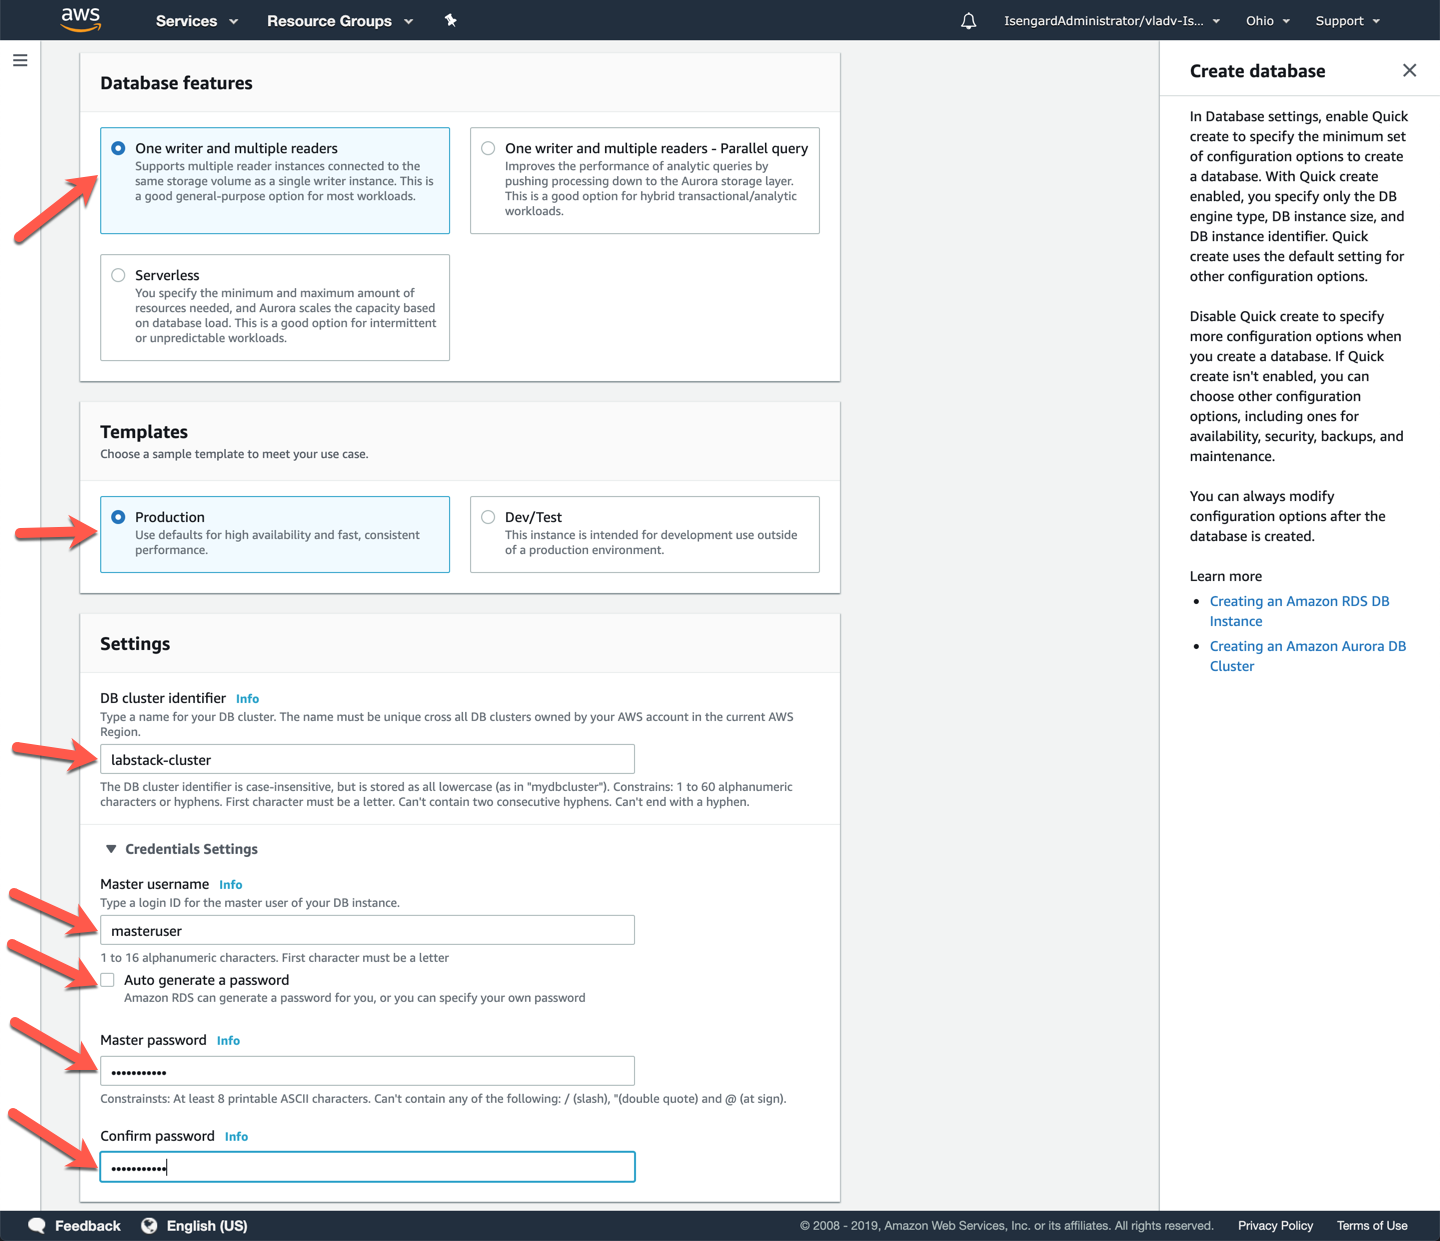 aws
Services
Resource Groups
IsengardAdministrator/vladv-Is...
Ohio
Support
Database features
One writer and multiple readers
Supports multiple reader instances connected to the
same storage volume as a single writer instance. This is
a good general-purpose option for most workloads.
One writer and multiple readers - Parallel query
Improves the performance of analytic queries by
pushing processing down to the Aurora storage layer.
This is a good option for hybrid transactional/analytic
workloads.
Serverless
You specify the minimum and maximum amount of
resources needed, and Aurora scales the capacity based
on database load. This is a good option for intermittent
or unpredictable workloads.
Templates
Choose a sample template to meet your use case.
Production
Use defaults for high availability and fast, consistent
performance.
Dev/Test
This instance is intended for development use outside
of a production environment.
Settings
DB cluster identifier Info
Type a name for your DB cluster. The name must be unique cross all DB clusters owned by your AWS account in the current AWS
Region.
labstack-cluster
The DB cluster identifier is case-insensitive, but is stored as all lowercase (as in "mydbcluster"). Constrains: 1 to 60 alphanumeric
characters or hyphens. First character must be a letter. Can't contain two consecutive hyphens. Can't end with a hyphen.
Credentials Settings
Master username Info
Type a login ID for the master user of your DB instance.
masteruser
1 to 16 alphanumeric characters. First character must be a letter
Auto generate a password
Amazon RDS can generate a password for you, or you can specify your own password
Master password Info
•••••••••••
Constrainsts: At least 8 printable ASCII characters. Can't contain any of the following: / (slash), "(double quote) and @ (at sign).
Confirm password Info
•••••••••••
Create database
In Database settings, enable Quick
create to specify the minimum set
of configuration options to create
a database. With Quick create
enabled, you specify only the DB
engine type, DB instance size, and
DB instance identifier. Quick
create uses the default setting for
other configuration options.
Disable Quick create to specify
more configuration options when
you create a database. If Quick
create isn't enabled, you can
choose other configuration
options, including ones for
availability, security, backups, and
maintenance.
You can always modify
configuration options after the
database is created.
Learn more
• Creating an Amazon RDS DB
Instance
• Creating an Amazon Aurora DB
Cluster
Feedback
English (US)
© 2008 - 2019, Amazon Web Services, Inc. or its affiliates. All rights reserved.
Privacy Policy
Terms of Use